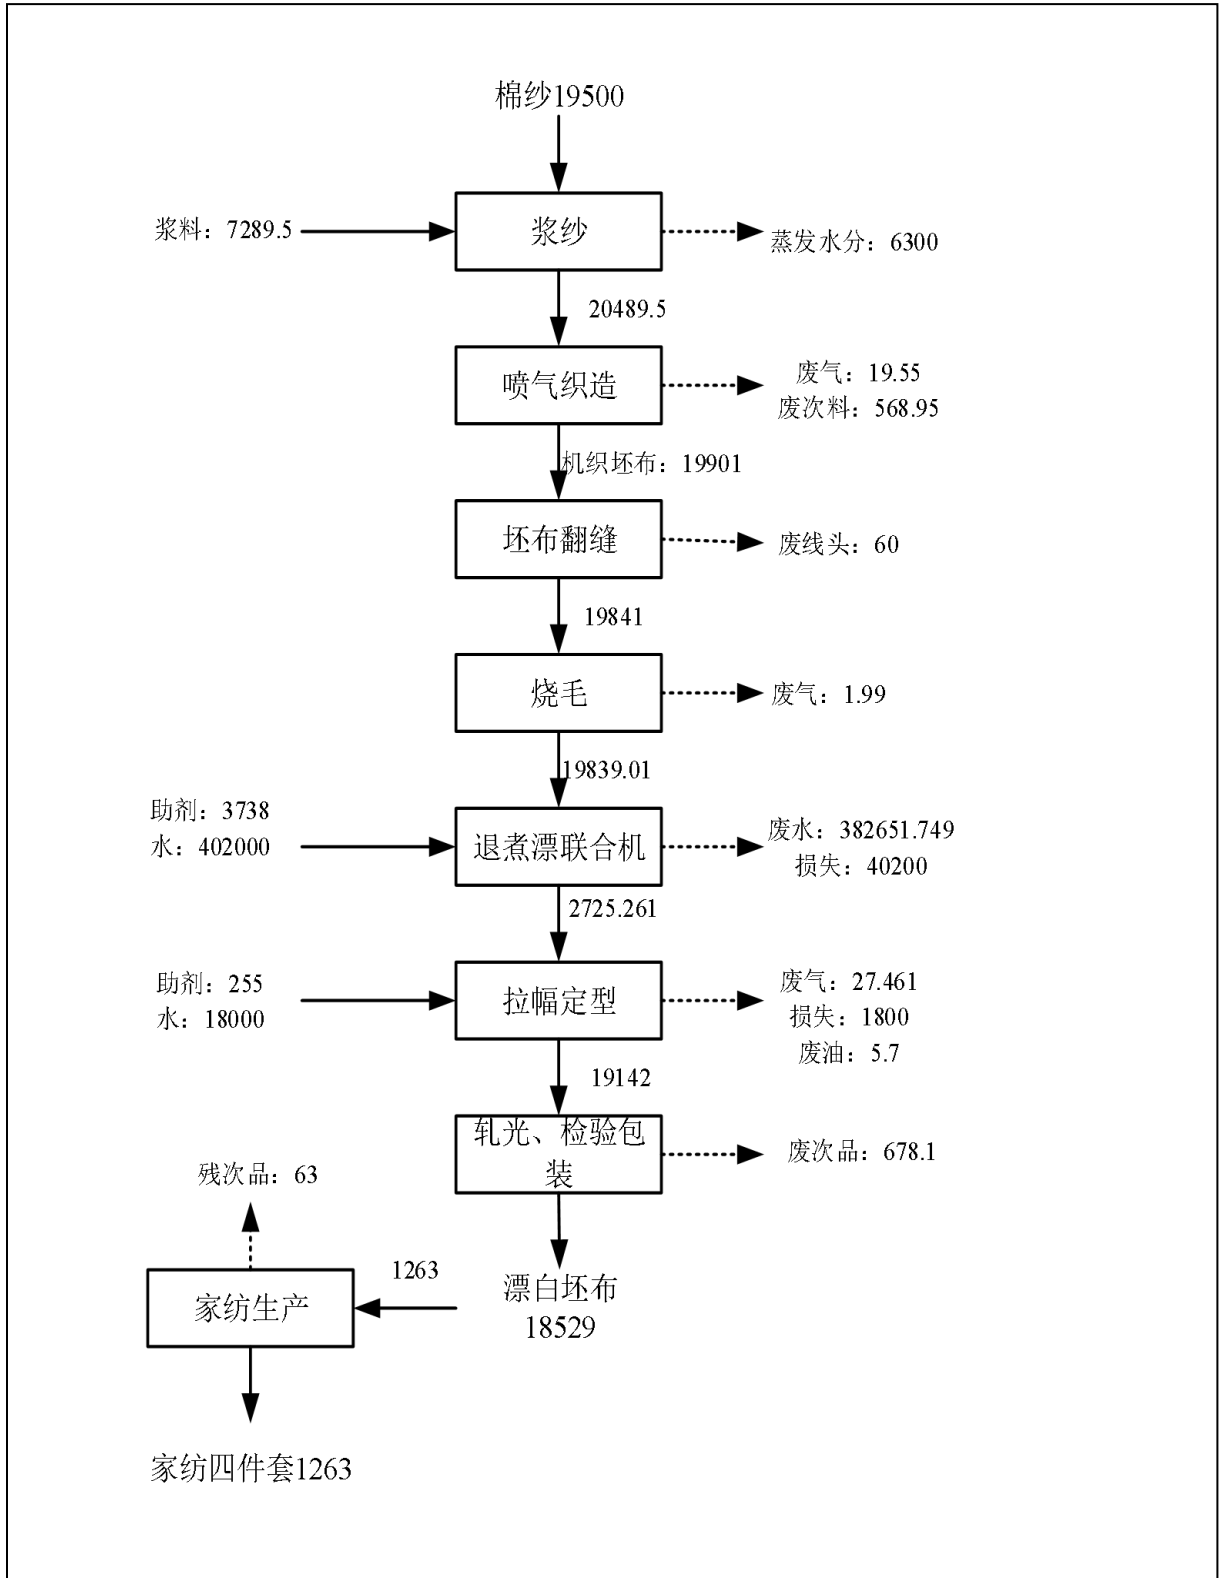 棉纱19500
浆料：7289.5
浆纱
蒸发水分：6300
20489.5
喷气织造
废气：19.55
废次料：568.95
机织坯布：19901
坯布翻缝
废线头：60
19841
烧毛
废气：1.99
19839.01
助剂：3738
水：402000
退煮漂联合机
废水：382651.749
损失：40200
2725.261
助剂：255
水：18000
拉幅定型
废气：27.461
损失：1800
废油：5.7
19142
轧光、检验包
装
废次品：678.1
残次品：63
1263
家纺生产
漂白坯布
18529
家纺四件套1263